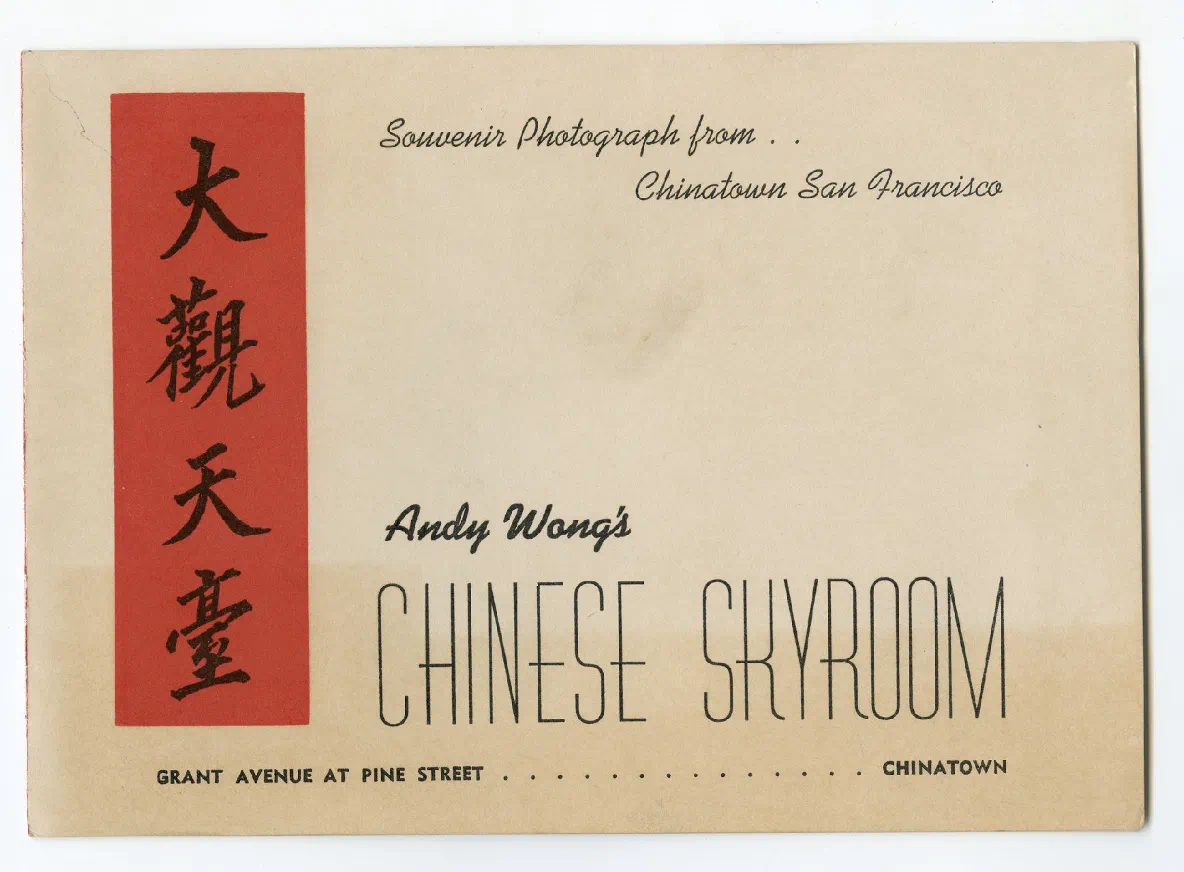 大觀天臺
Souvenir Photograph from . .
Chinatown San Francisco
Andy Wong's
CHINESE SKYROOM
GRANT AVENUE AT PINE STREET . . . . . . . . . . . . . . CHINATOWN